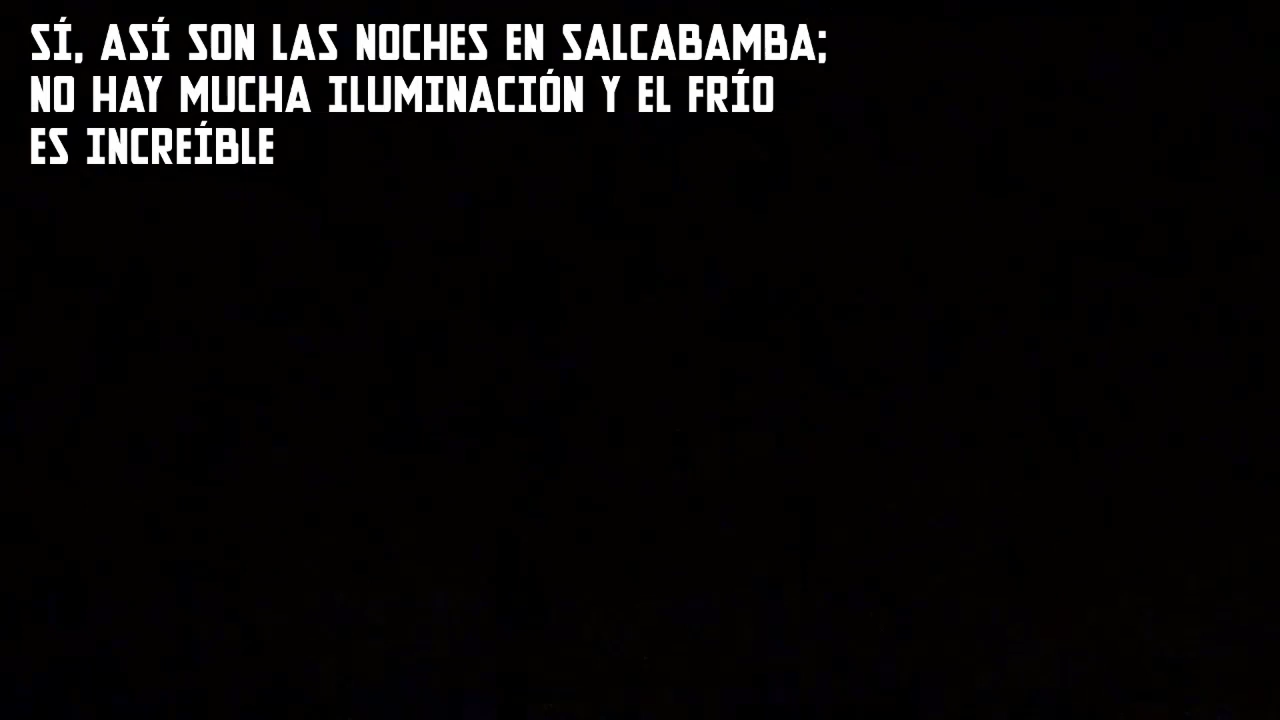 SÍ, ASÍ SON LAS NOCHES EN SALCABAMBA;
NO HAY MUCHA ILUMINACIÓN Y EL FRÍO
ES INCREÍBLE